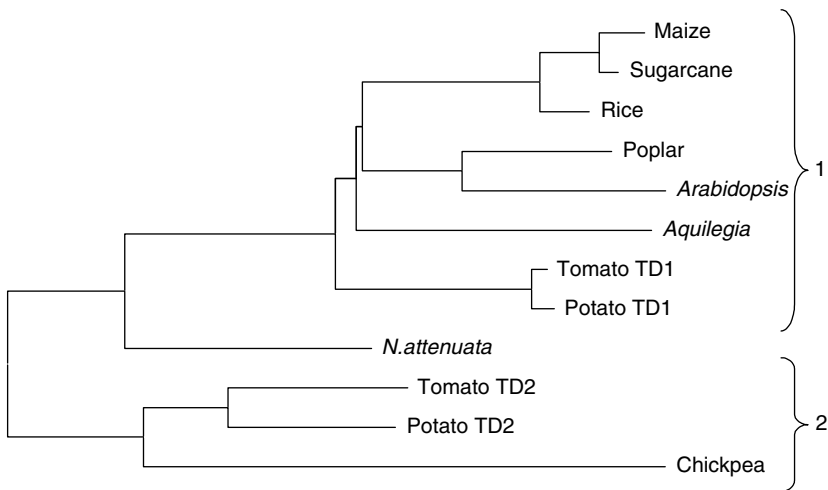 Maize
Sugarcane
Rice
Poplar
1
Arabidopsis
Aquilegia
Tomato TD1
Potato TD1
N.attenuata
Tomato TD2
Potato TD2
2
Chickpea